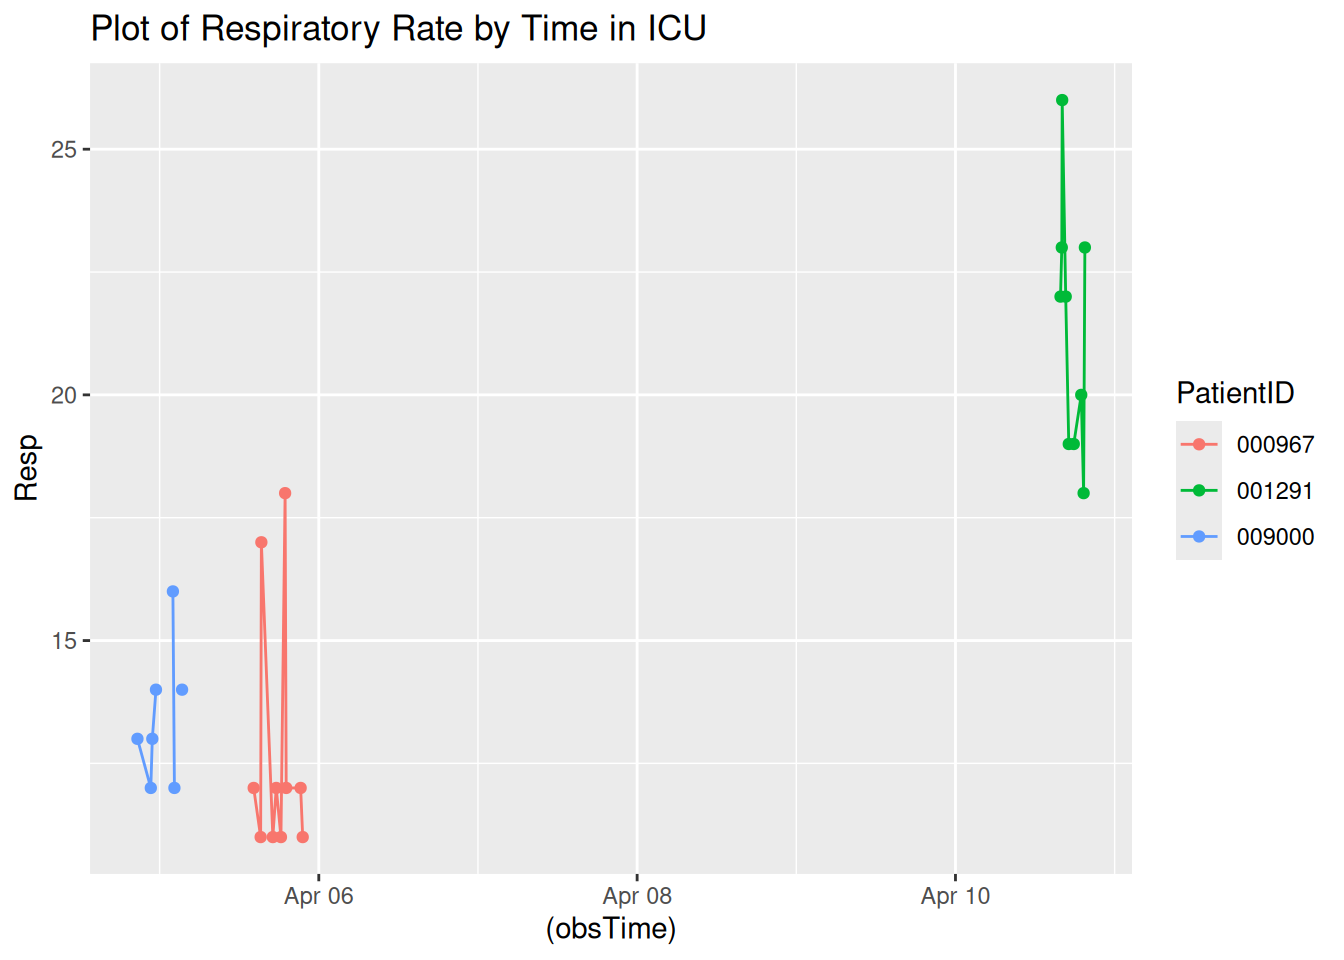 Plot of Respiratory Rate by Time in ICU
25
20
15
Resp
Apr 06
Apr 08
Apr 10
(obsTime)
PatientID
000967
001291
009000